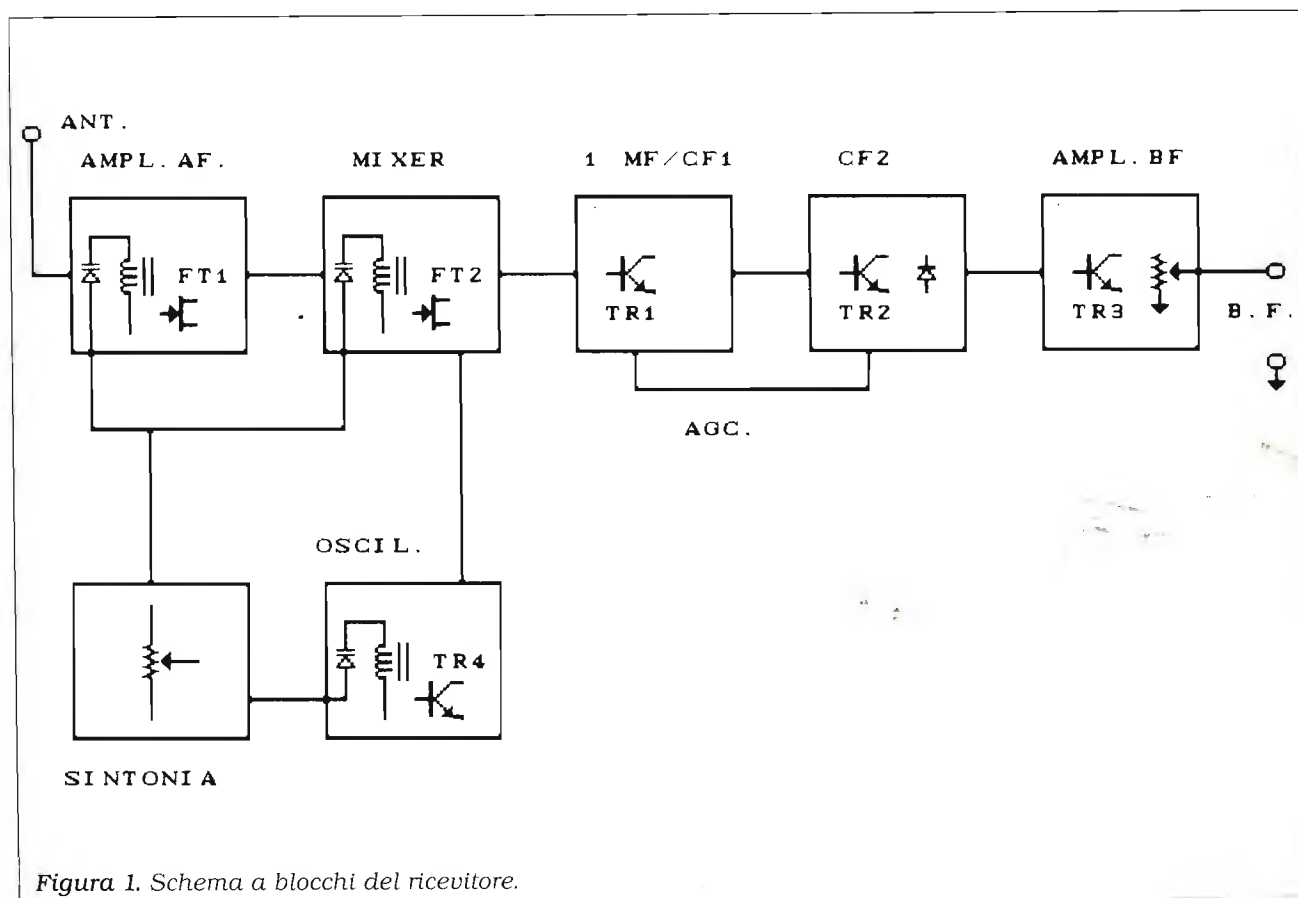 ANT.
AMPL.AF.
MIXER
1 MF/CF1
CF2
AMPL.BF
FT1
FT2
TR1
TR2
TR3
B.F.
AGC.
OSCIL.
TR4
SINTONIA
Figura 1. Schema a blocchi del ricevitore.